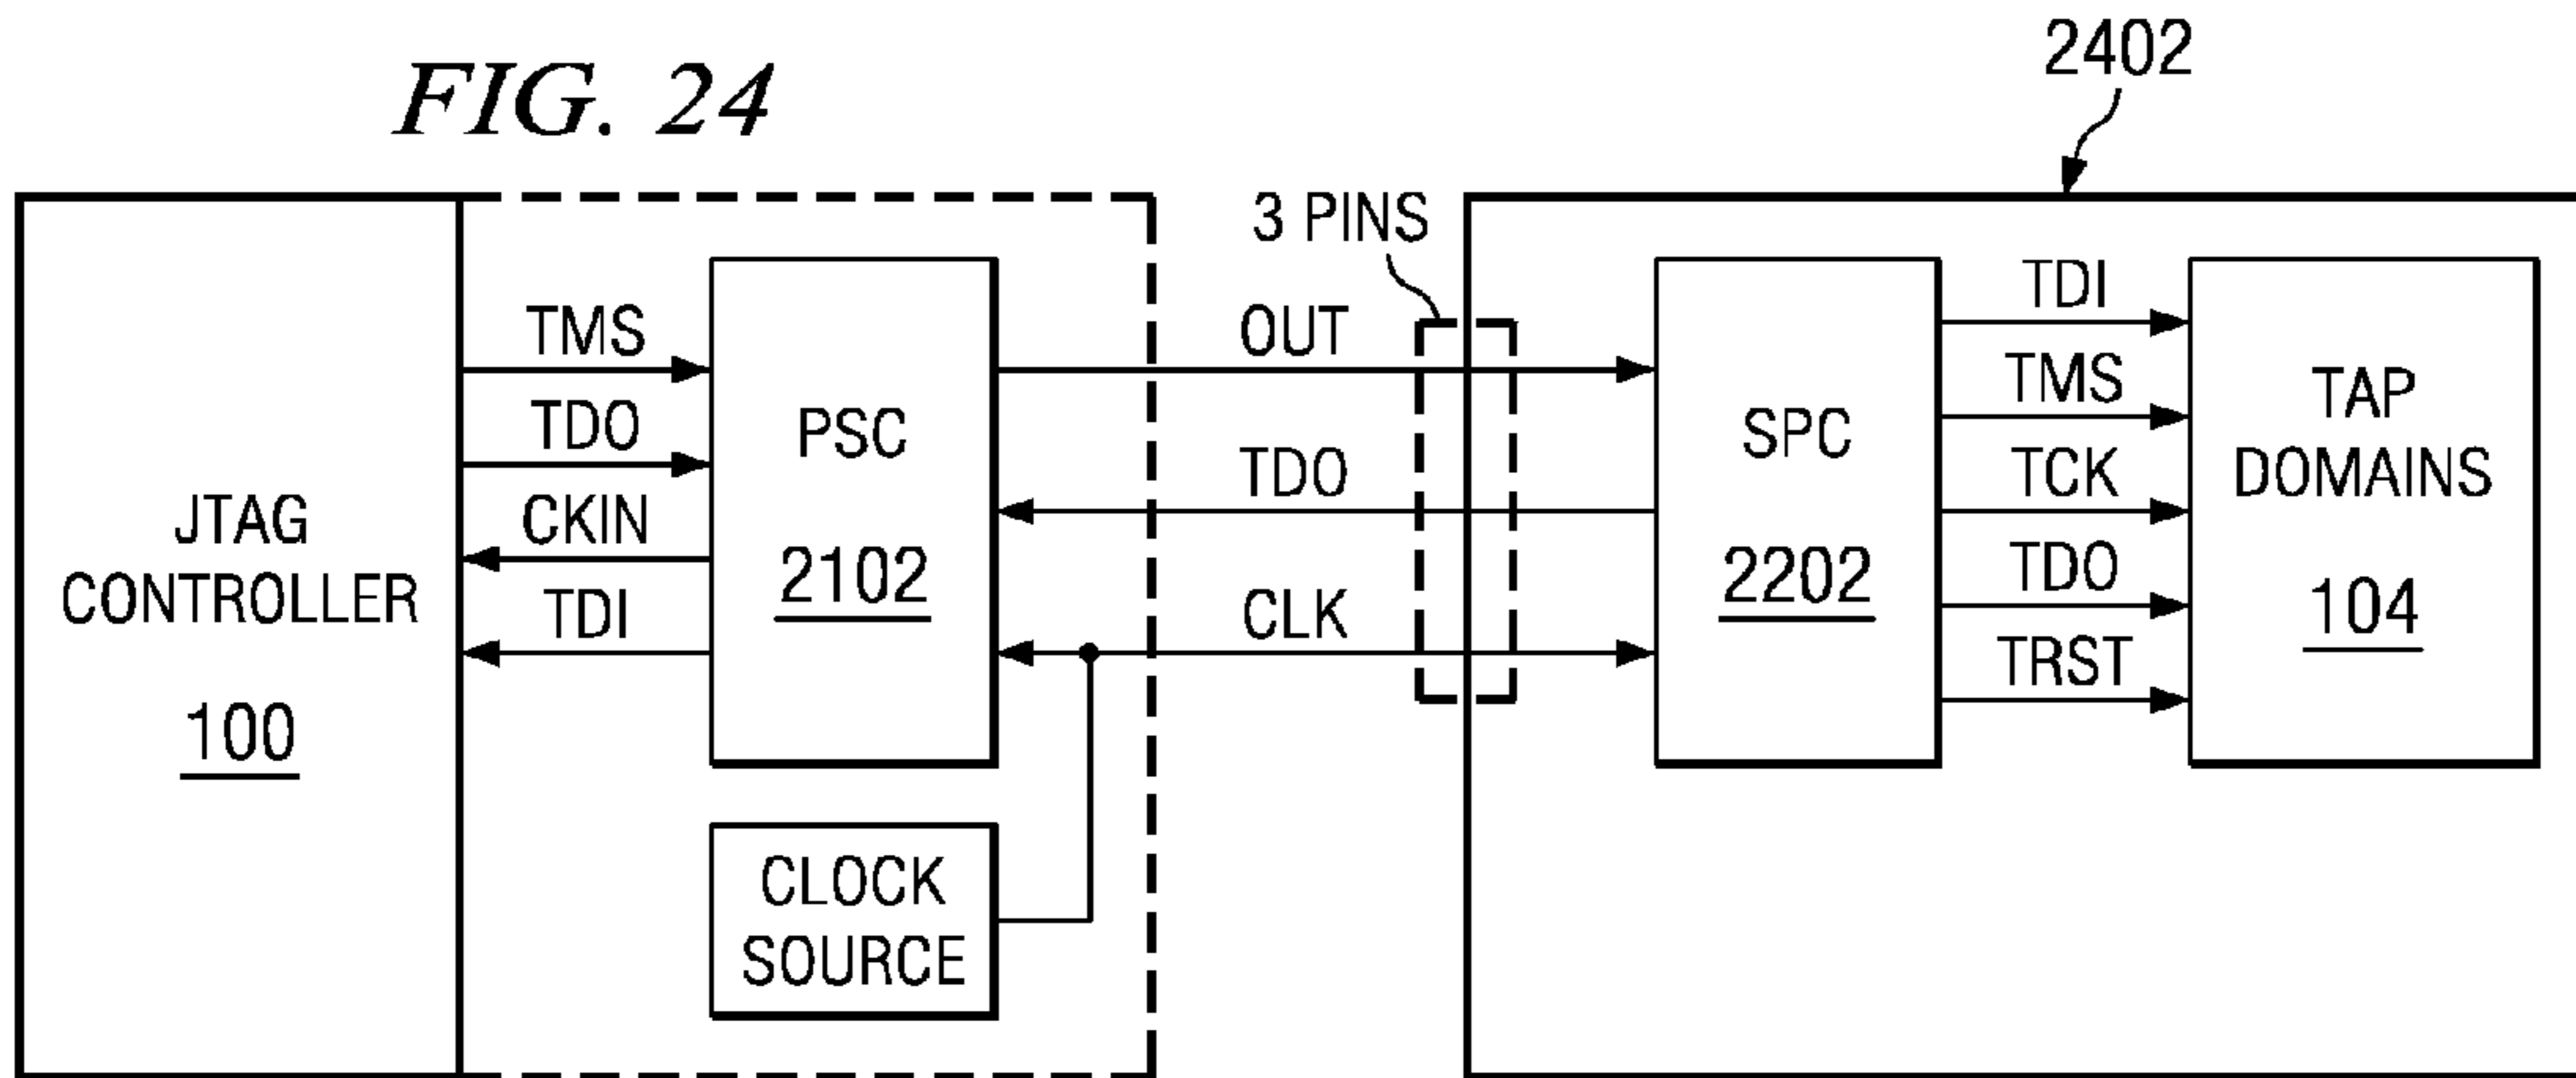 FIG. 24
2402
3 PINS
JTAG
CONTROLLER
100
TMS
TDO
CKIN
TDI
PSC
2102
CLOCK
SOURCE
OUT
TDO
CLK
SPC
2202
TDI
TMS
TCK
TDO
TRST
TAP
DOMAINS
104